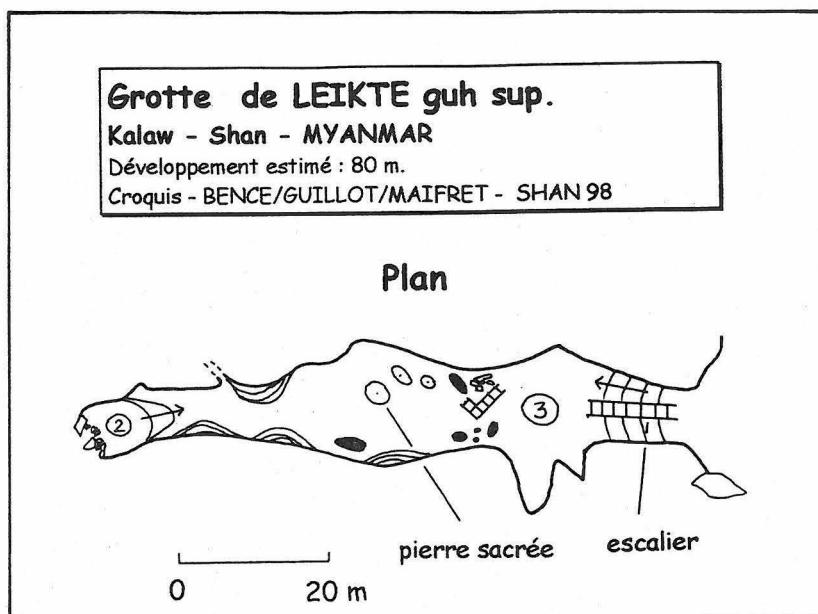 Grotte de LEIKTE guh sup.
Kalaw - Shan - MYANMAR
Développement estimé : 80 m.
Croquis - BENCE/GUILLOT/MAIFRET - SHAN 98
Plan
2
3
pierre sacrée
escalier
0 20 m